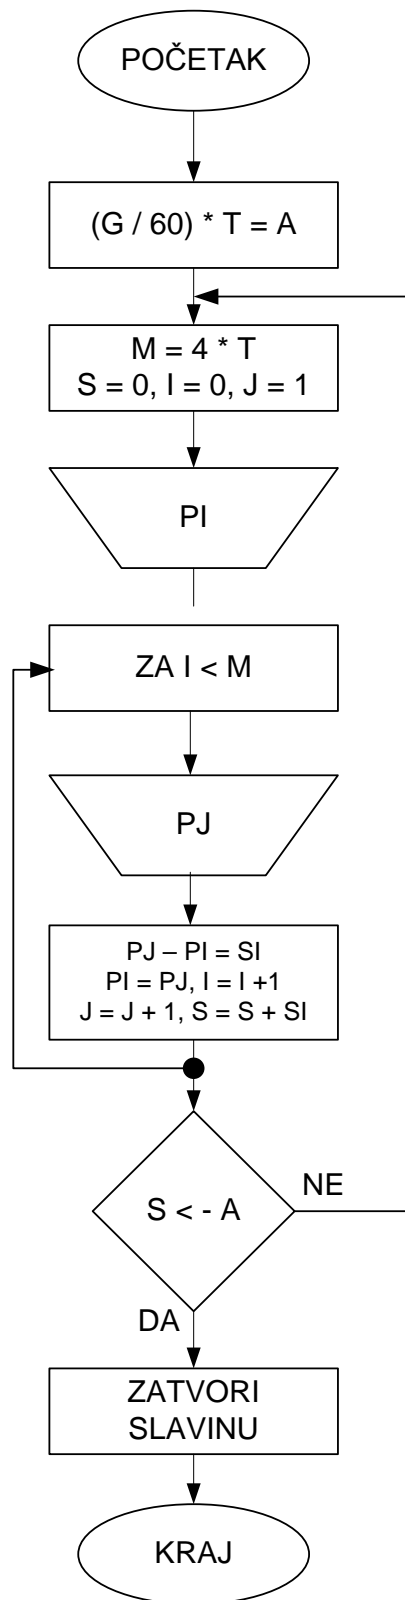 POČETAK
(G / 60) * T = A
M = 4 * T
S = 0, I = 0, J = 1
PI
ZA I < M
PJ
PJ – PI = SI
PI = PJ, I = I +1
J = J + 1, S = S + SI
S < - A
NE
DA
ZATVORI
SLAVINU
KRAJ